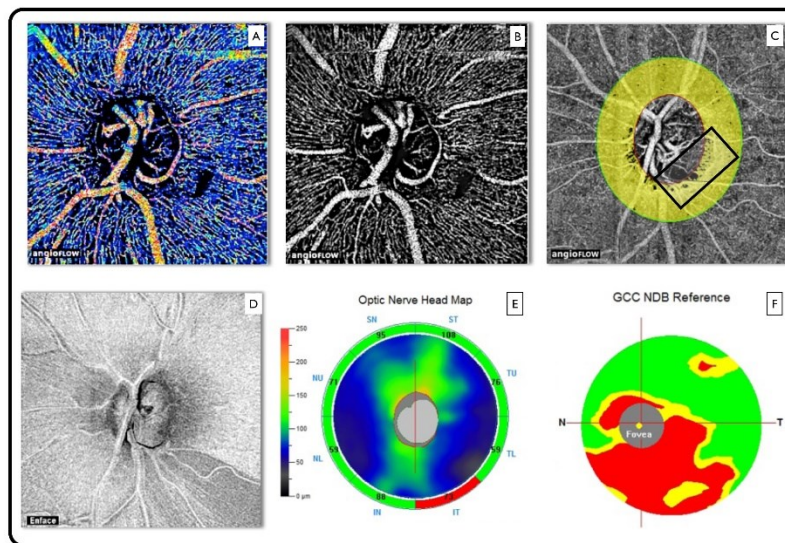 A
angioFLOW
B
angioFLOW
C
angioFLOW
D
Enface
Optic Nerve Head Map
E
250
200
150
100
50
0 µm
SN
ST
95
108
NU
71
76
TU
NL
59
59
TL
88
IN
IT
GCC NDB Reference
F
N
Fovea
T